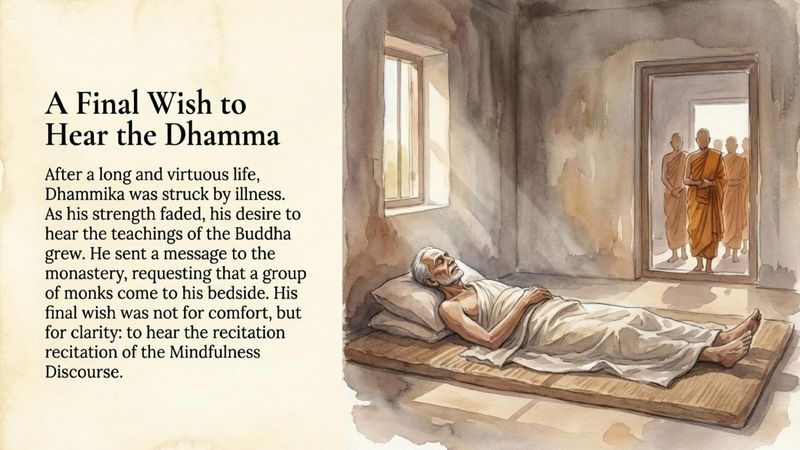 A Final Wish to
Hear the Dhamma
After a long and virtuous life,
Dhammika was struck by illness.
As his strength faded, his desire to
hear the teachings of the Buddha
grew. He sent a message to the
monastery, requesting that a group
of monks come to his bedside. His
final wish was not for comfort, but
for clarity: to hear the recitation
recitation of the Mindfulness
Discourse.